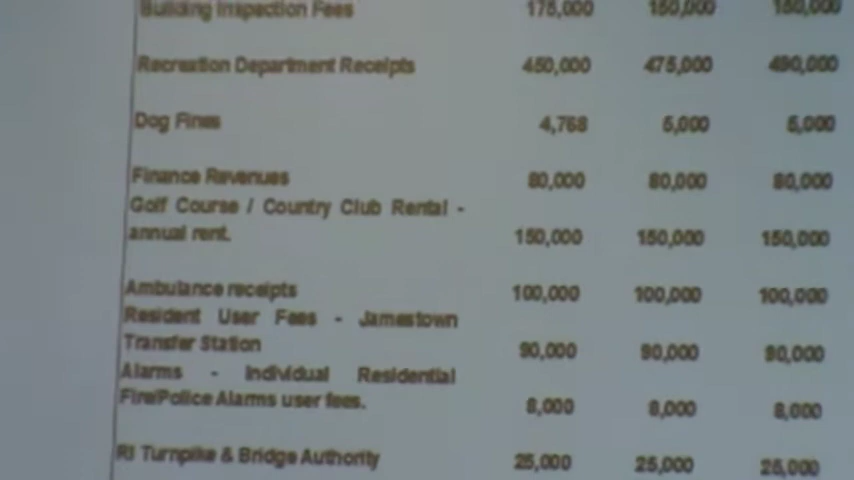 Building Inspection Fees 175,000 150,000 150,000
Recreation Department Receipts 450,000 475,000 490,000
Dog Fines 4,768 5,000 5,000
Finance Revenues 80,000 80,000 80,000
Golf Course / Country Club Rental -
annual rent. 150,000 150,000 150,000
Ambulance receipts 100,000 100,000 100,000
Resident User Fees - Jamestown
Transfer Station 90,000 90,000 90,000
Alarms - Individual Residential
Fire/Police Alarms user fees. 8,000 8,000 8,000
RI Turnpike & Bridge Authority 25,000 25,000 25,000